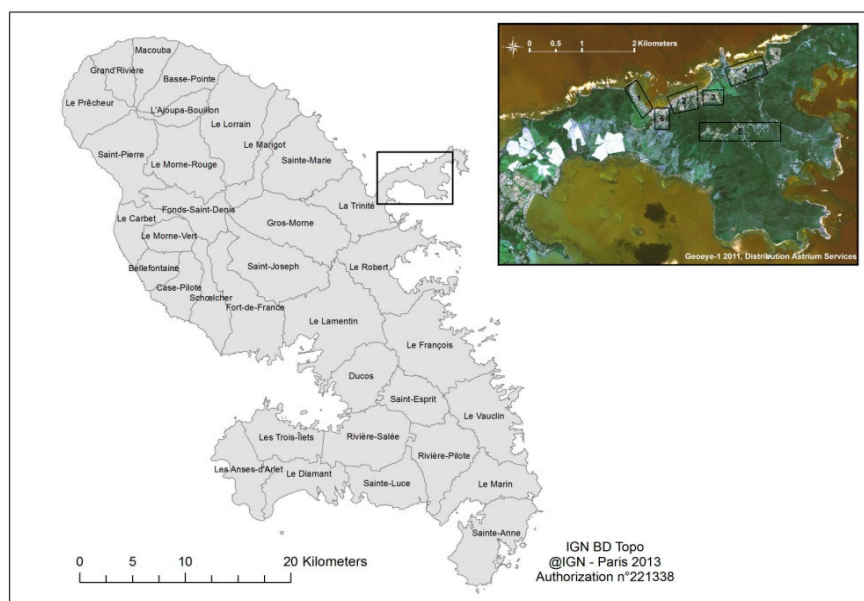 Macouba
Grand'Rivière
Basse-Pointe
Le Prêcheur
L'Ajoupa-Bouillon
Le Lorrain
Le Marigot
Saint-Pierre
Le Morne-Rouge
Sainte-Marie
La Trinité
Fonds-Saint-Denis
Le Carbet
Gros-Morne
Le Morne-Vert
Bellefontaine
Saint-Joseph
Le Robert
Case-Pilote
Schœlcher
Fort-de-France
Le Lamentin
Le François
Ducos
Saint-Esprit
Le Vauclin
Les Trois-Îlets
Rivière-Salée
Rivière-Pilote
Les Anses-d'Arlet
Le Diamant
Sainte-Luce
Le Marin
Sainte-Anne
0 5 10 20 Kilometers
IGN BD Topo
@IGN - Paris 2013
Authorization n°221338
0 0.5 1 2 Kilometers
Geoeye-1 2011, Distribution Astrium Services